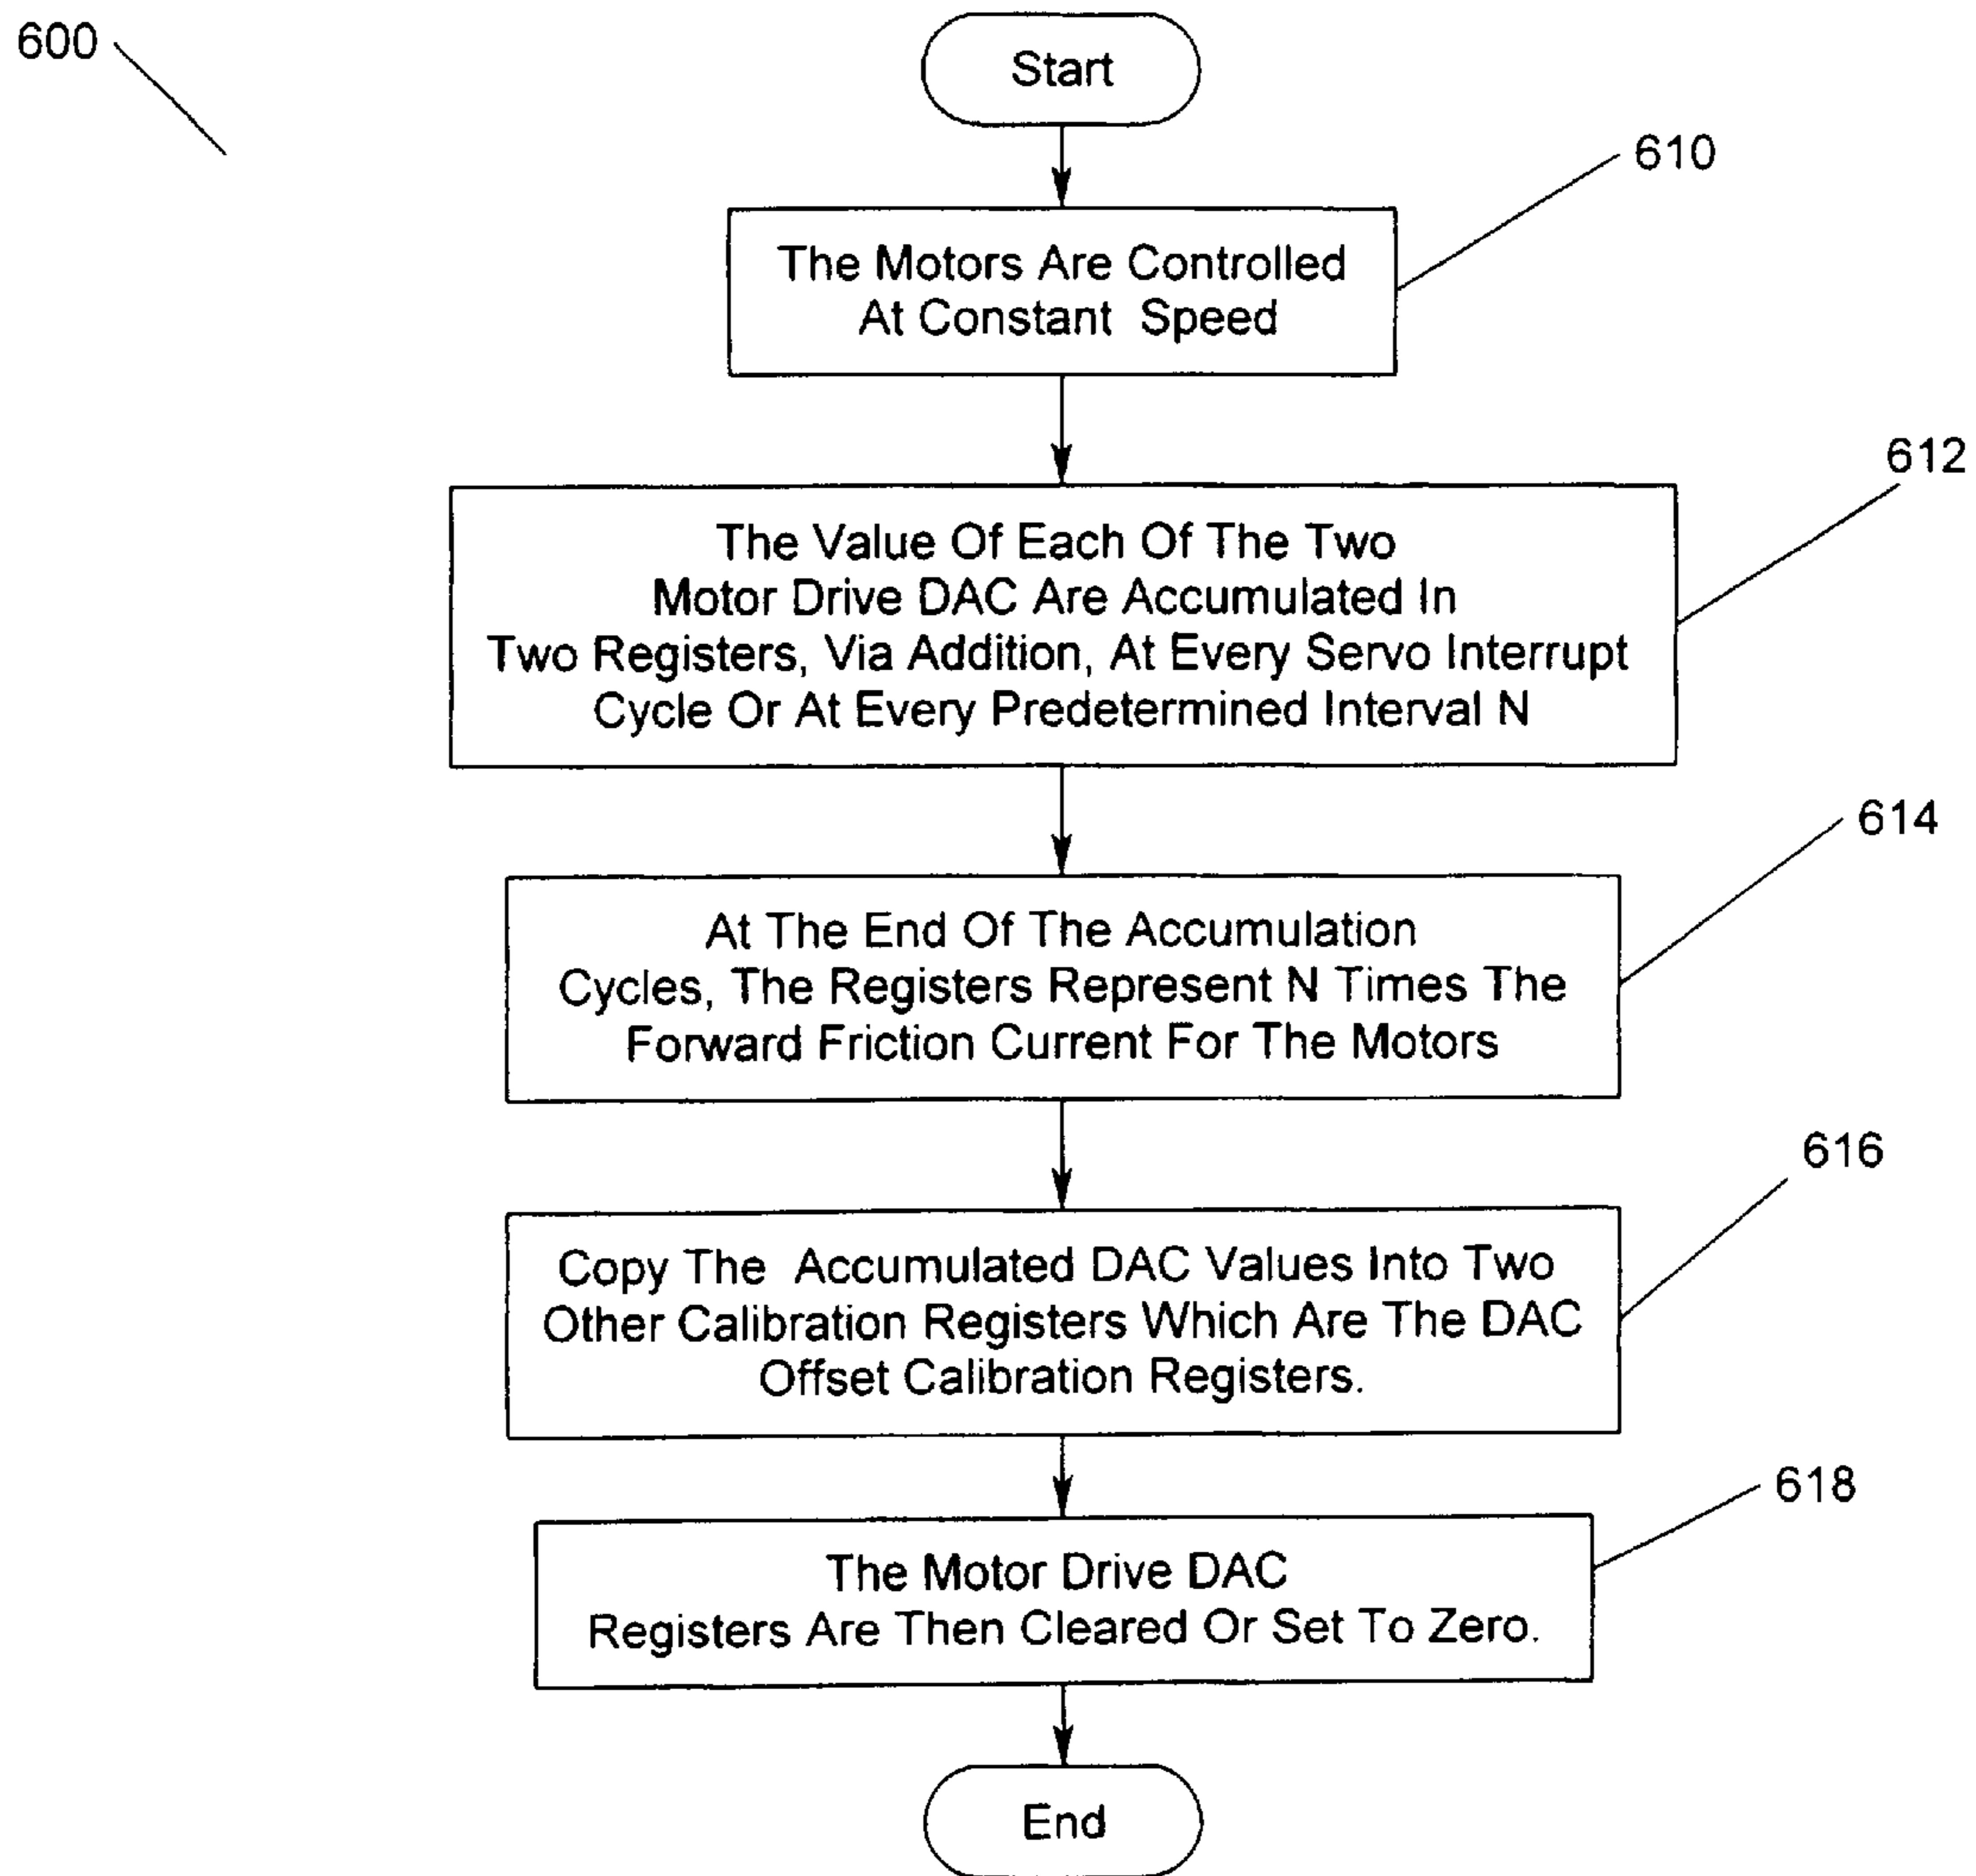 600
Start
610
The Motors Are Controlled
At Constant Speed
612
The Value Of Each Of The Two
Motor Drive DAC Are Accumulated In
Two Registers, Via Addition, At Every Servo Interrupt
Cycle Or At Every Predetermined Interval N
614
At The End Of The Accumulation
Cycles, The Registers Represent N Times The
Forward Friction Current For The Motors
616
Copy The Accumulated DAC Values Into Two
Other Calibration Registers Which Are The DAC
Offset Calibration Registers.
618
The Motor Drive DAC
Registers Are Then Cleared Or Set To Zero.
End